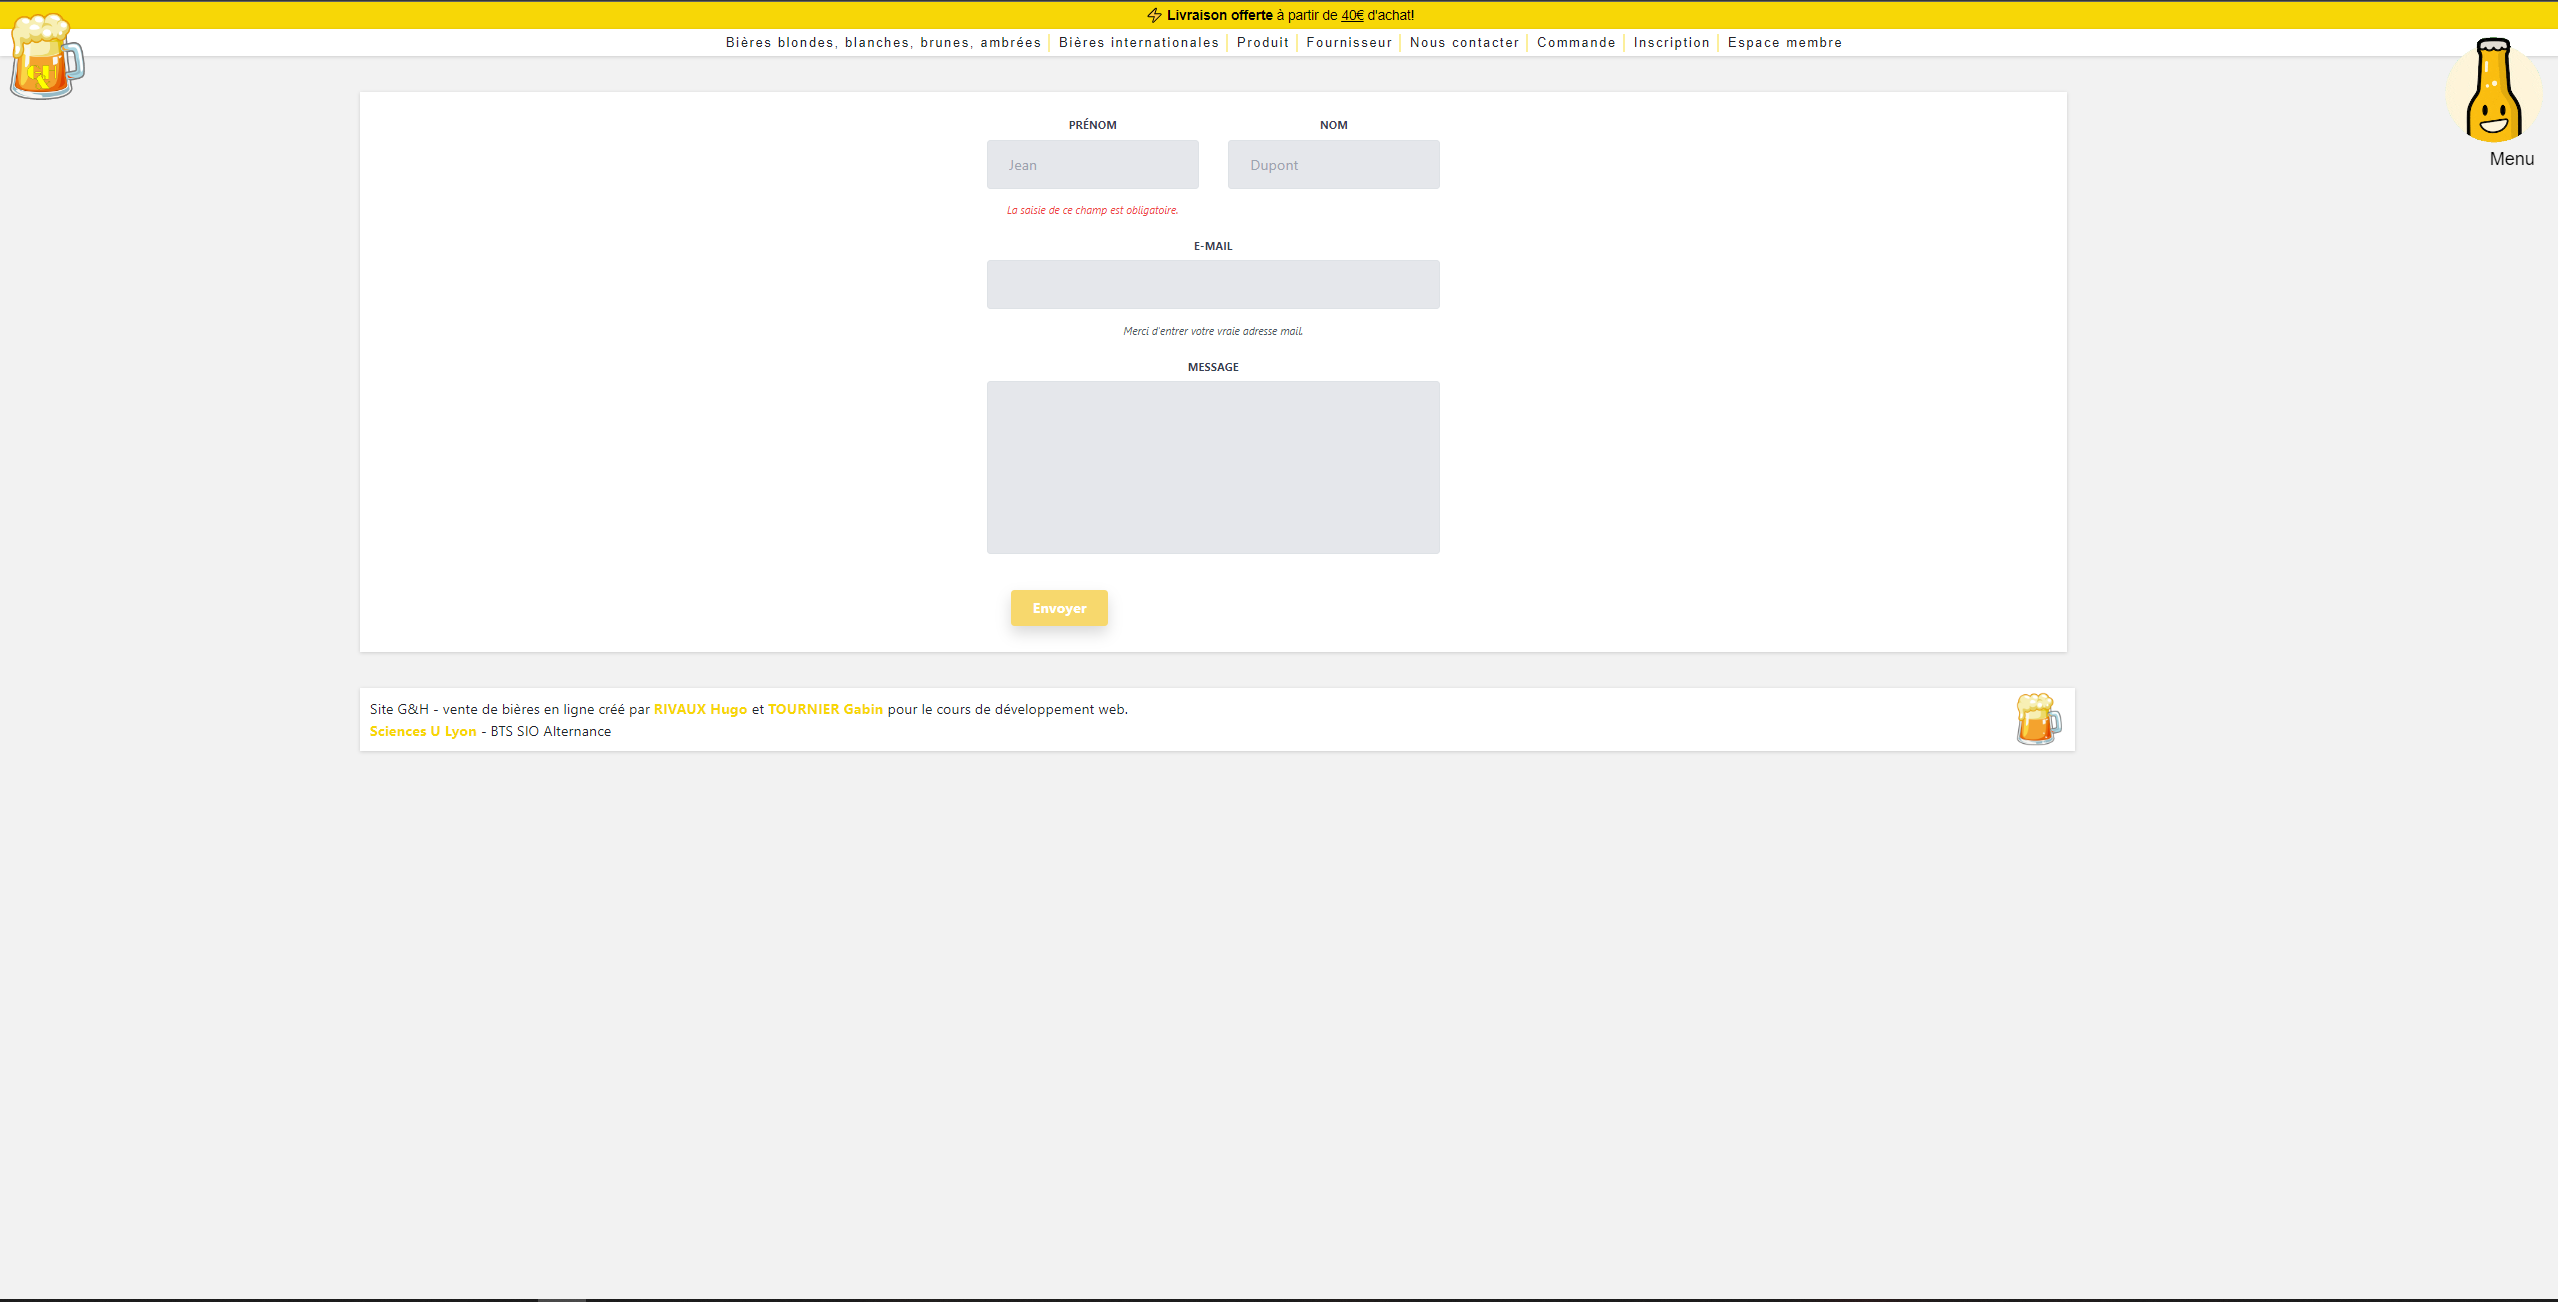 Livraison offerte à partir de 40€ d'achat!
Bières blondes, blanches, brunes, ambrées Bières internationales Produit Fournisseur Nous contacter Commande Inscription Espace membre
Menu
PRÉNOM NOM
Jean Dupont
La saisie de ce champ est obligatoire.
E-MAIL
Merci d'entrer votre vraie adresse mail.
MESSAGE
Envoyer
Site G&H - vente de bières en ligne créé par RIVAUX Hugo et TOURNIER Gabin pour le cours de développement web.
Sciences U Lyon - BTS SIO Alternance